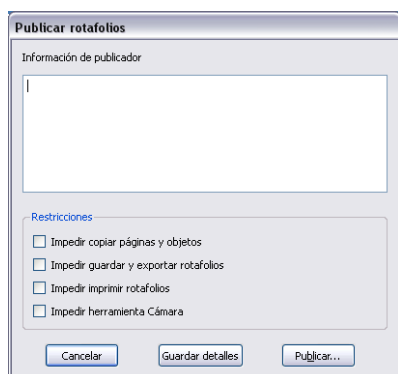 Publicar rotafolios
Información de publicador
Restricciones
Impedir copiar páginas y objetos
Impedir guardar y exportar rotafolios
Impedir imprimir rotafolios
Impedir herramienta Cámara
Cancelar Guardar detalles Publicar...